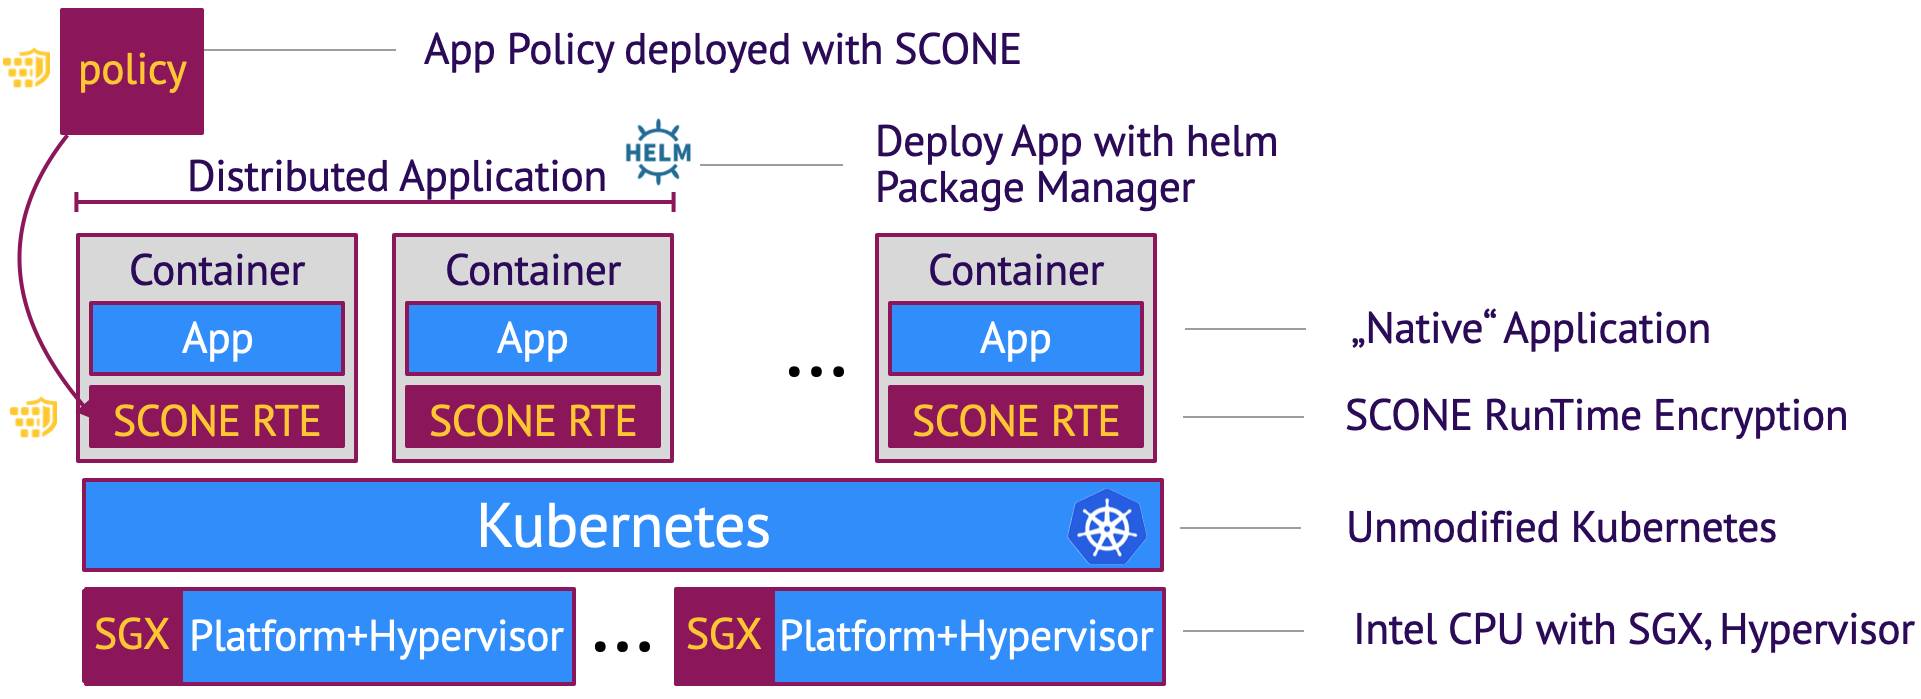 policy
App Policy deployed with SCONE
HELM
Deploy App with helm
Package Manager
Distributed Application
Container
Container
Container
App
App
...
App
„Native“ Application
SCONE RTE
SCONE RTE
SCONE RTE
SCONE RunTime Encryption
Kubernetes
Unmodified Kubernetes
SGX
Platform+Hypervisor
...
SGX
Platform+Hypervisor
Intel CPU with SGX, Hypervisor